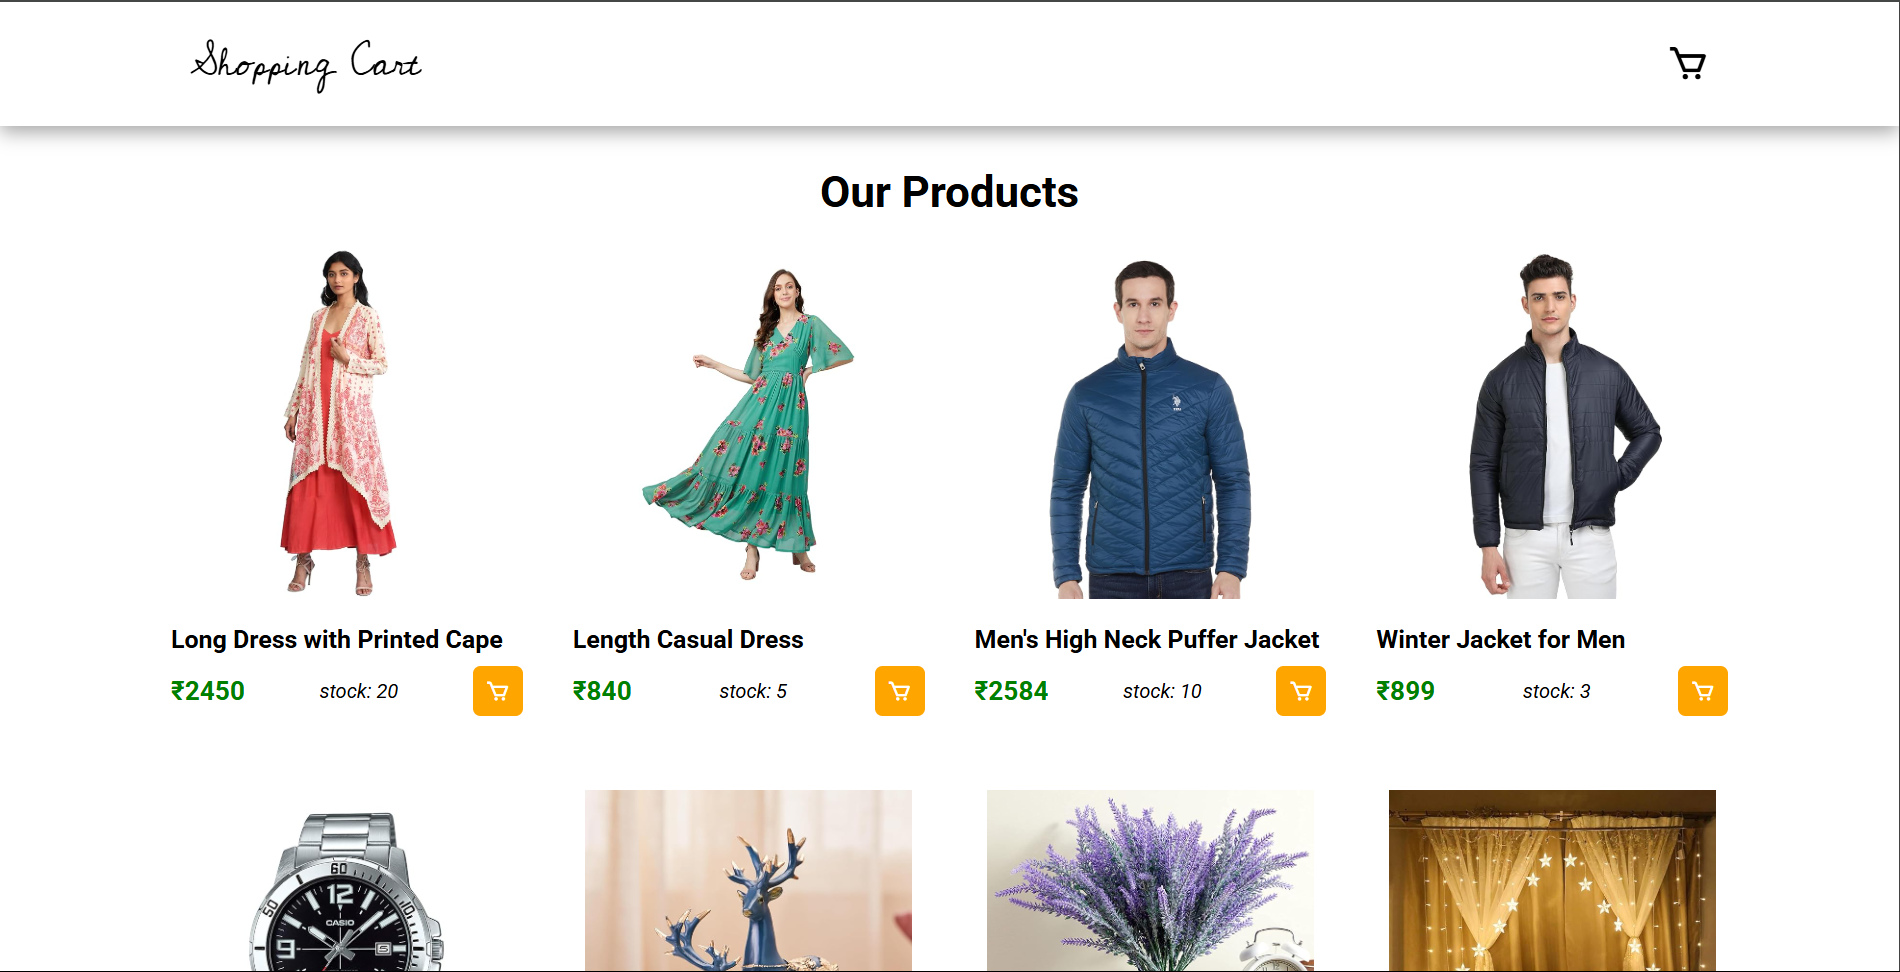 Shopping Cart
Our Products
Long Dress with Printed Cape
₹2450 stock: 20
Length Casual Dress
₹840 stock: 5
Men's High Neck Puffer Jacket
₹2584 stock: 10
Winter Jacket for Men
₹899 stock: 3
60
50
10
12
CASIO
9